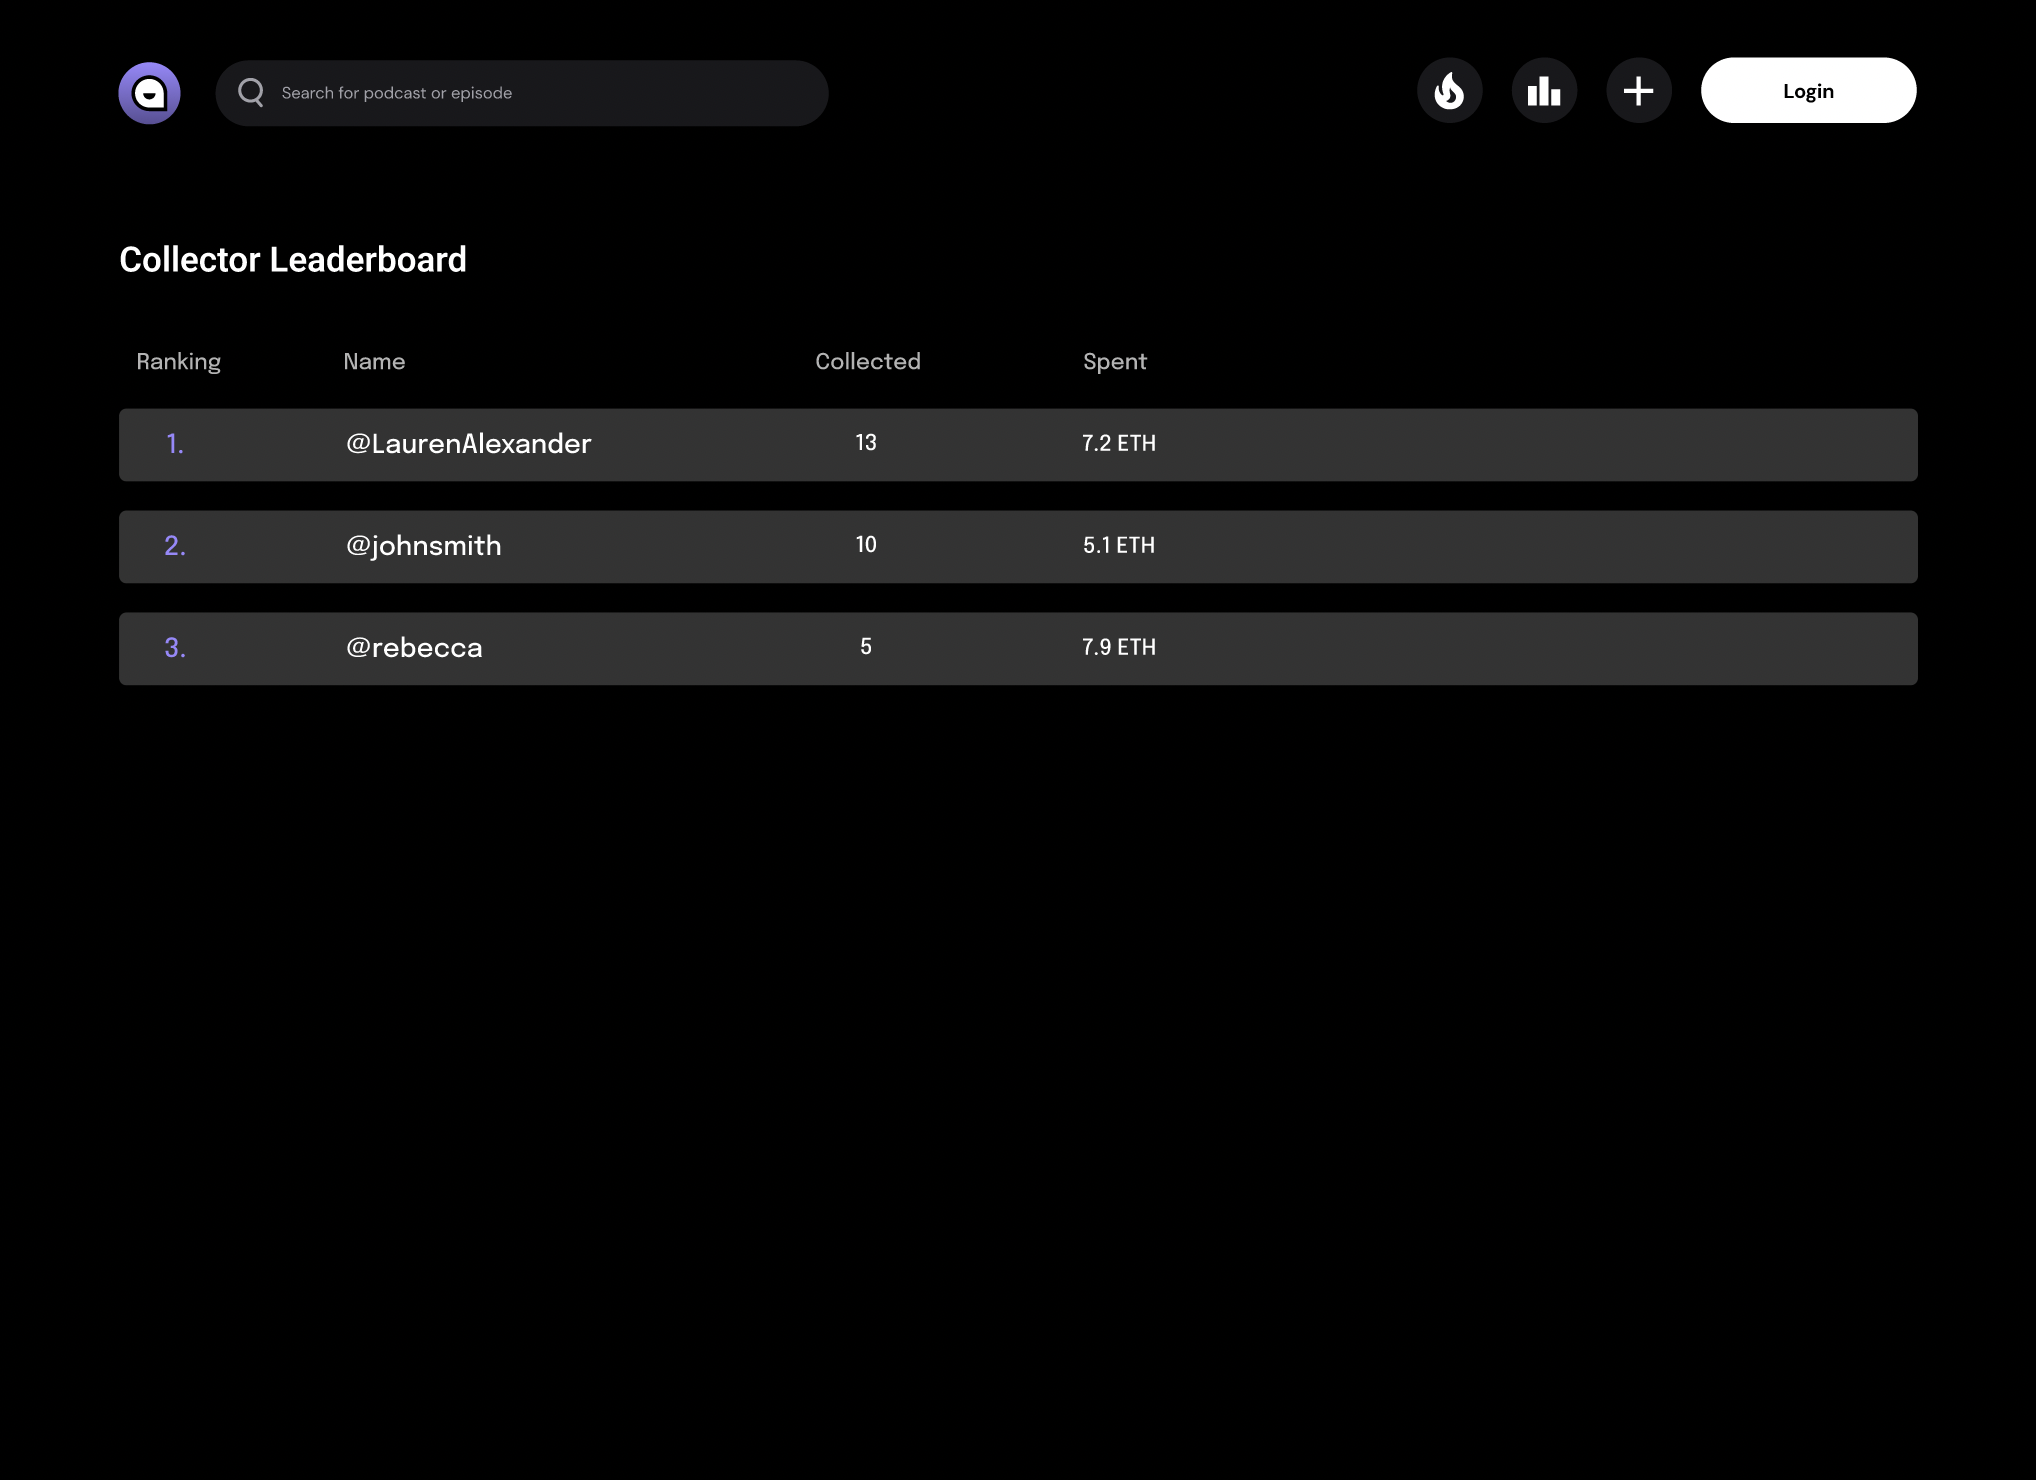 Search for podcast or episode
Login
Collector Leaderboard
Ranking Name Collected Spent
1. @LaurenAlexander 13 7.2 ETH
2. @johnsmith 10 5.1 ETH
3. @rebecca 5 7.9 ETH